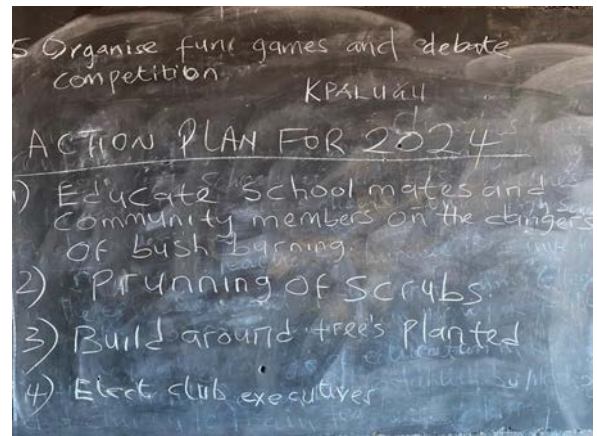 5 Organise fun games and debate
competition
KPALUGU
ACTION PLAN FOR 2024
1) Educate school mates and
community members on the dangers
of bush burning.
2) Prunning of scrubs.
3) Build around tree's planted
4) Elect club executives